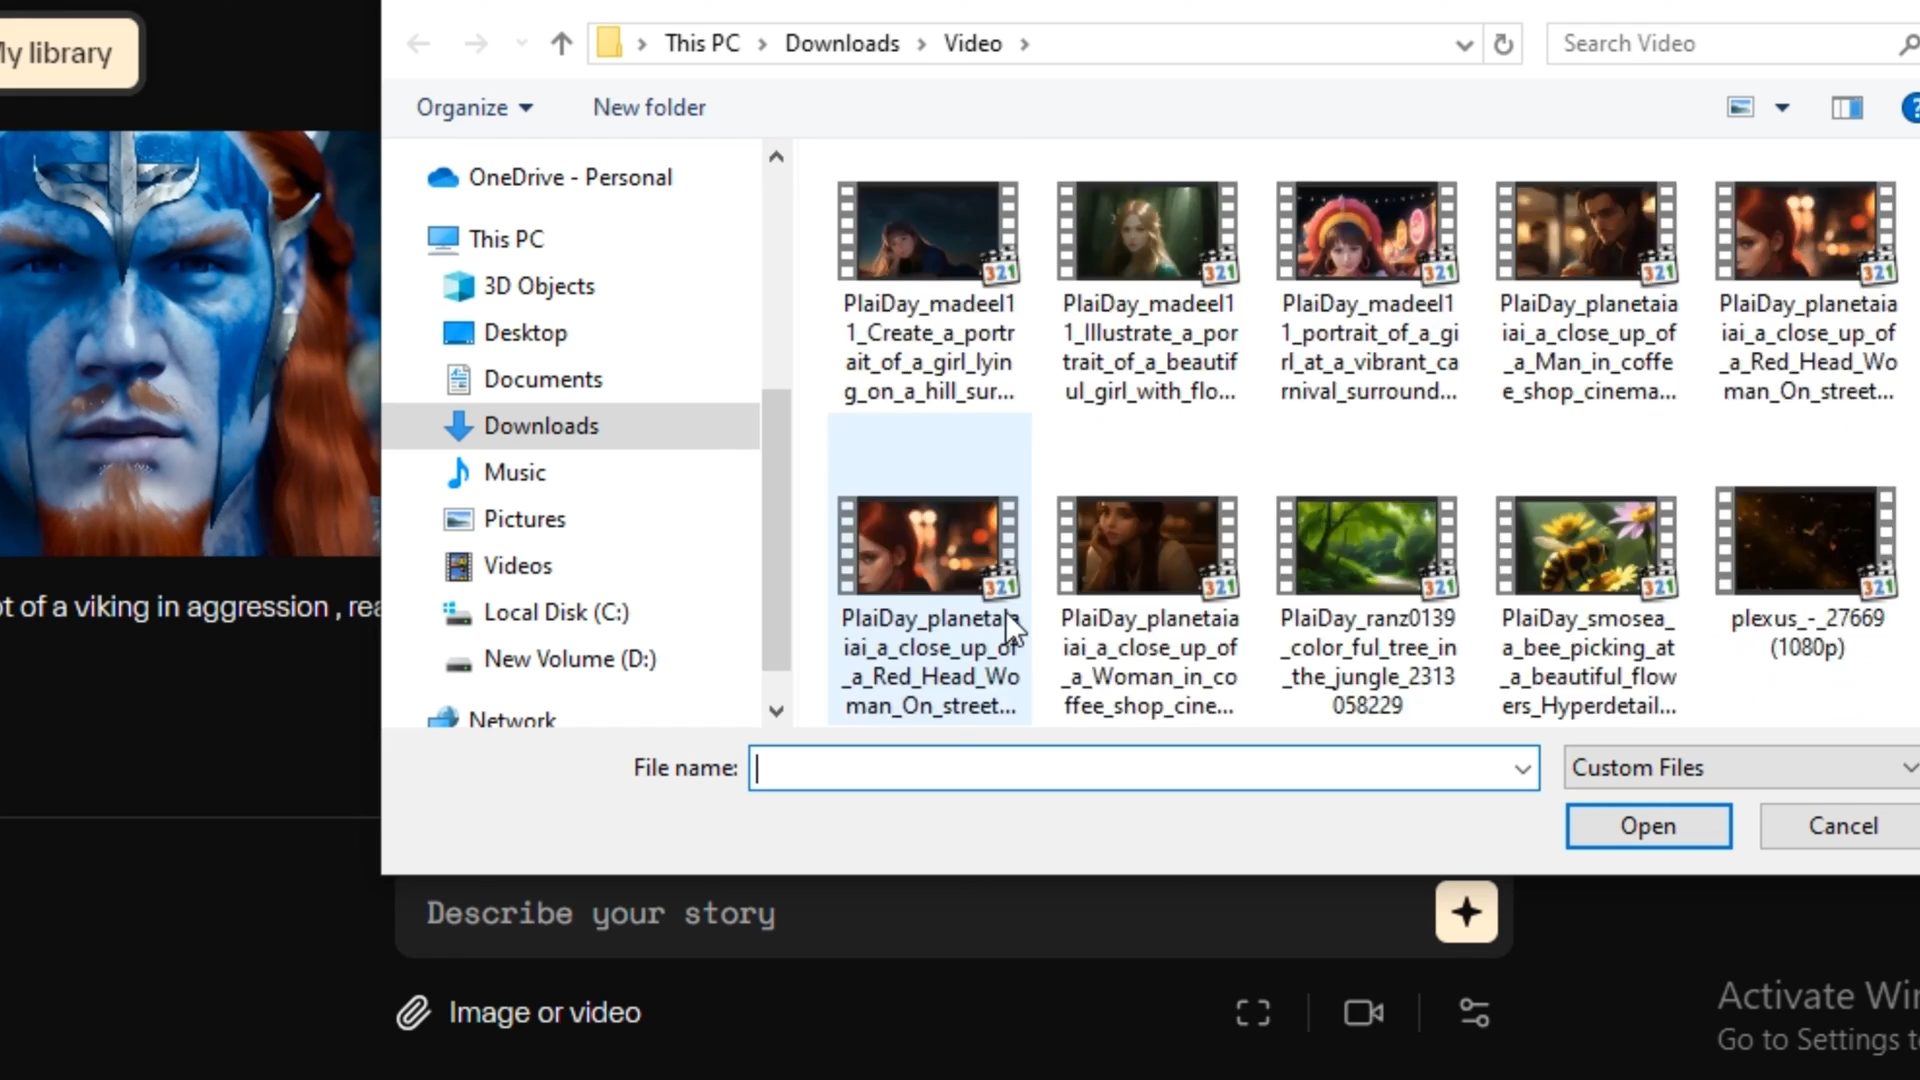 My library
This PC
Downloads
Video
Search Video
Organize
New folder
OneDrive - Personal
This PC
3D Objects
Desktop
Documents
Downloads
Music
Pictures
Videos
Local Disk (C:)
New Volume (D:)
Network
PlaiDay_madeel1
1_Create_a_portr
ait_of_a_girl_lyin
g_on_a_hill_sur...
PlaiDay_madeel1
1_Illustrate_a_por
trait_of_a_beautif
ul_girl_with_flo...
PlaiDay_madeel1
1_portrait_of_a_gi
rl_at_a_vibrant_ca
rnival_surround...
PlaiDay_planetaia
iai_a_close_up_of
_a_Man_in_coffe
e_shop_cinema...
PlaiDay_planetaia
iai_a_close_up_of
_a_Red_Head_Wo
man_On_street...
PlaiDay_planetaia
iai_a_close_up_of
_a_Red_Head_Wo
man_On_street...
PlaiDay_planetaia
iai_a_close_up_of
_a_Woman_in_co
ffee_shop_cine...
PlaiDay_ranz0139
_color_ful_tree_in
_the_jungle_2313
058229
PlaiDay_smosea_
a_bee_picking_at
_a_beautiful_flow
ers_Hyperdetail...
plexus_-_27669
(1080p)
File name:
Custom Files
Open
Cancel
of a viking in aggression , rea
Describe your story
Image or video
Activate Win
Go to Settings t